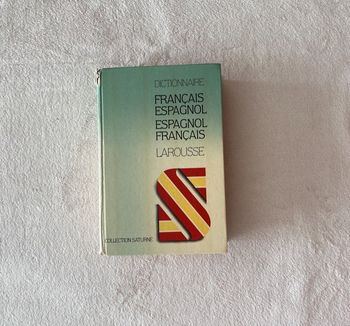 DICTIONNAIRE
FRANÇAIS
ESPAGNOL
ESPAGNOL
FRANÇAIS
LAROUSSE
COLLECTION SATURNE